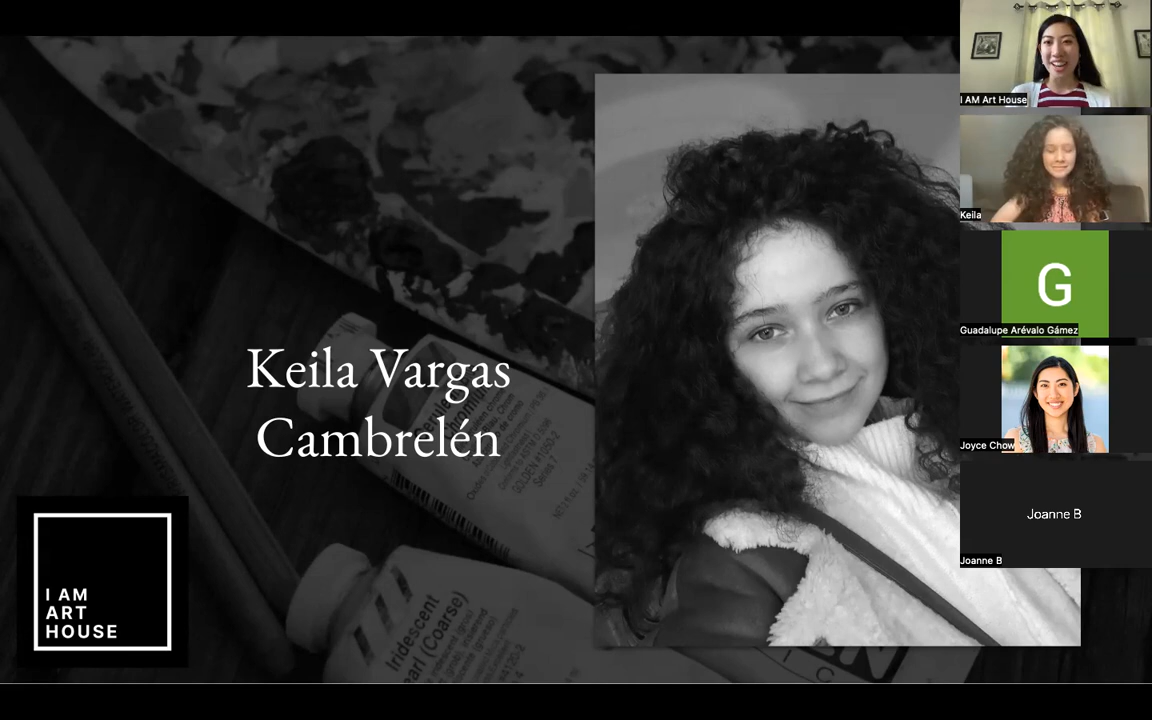 Keila Vargas
Cambrelén
I AM
ART
HOUSE
Iridescent
Pearl (Coarse)
GOLDEN
I AM Art House
Keila
G
Guadalupe Arévalo Gámez
Joyce Chow
Joanne B
Joanne B